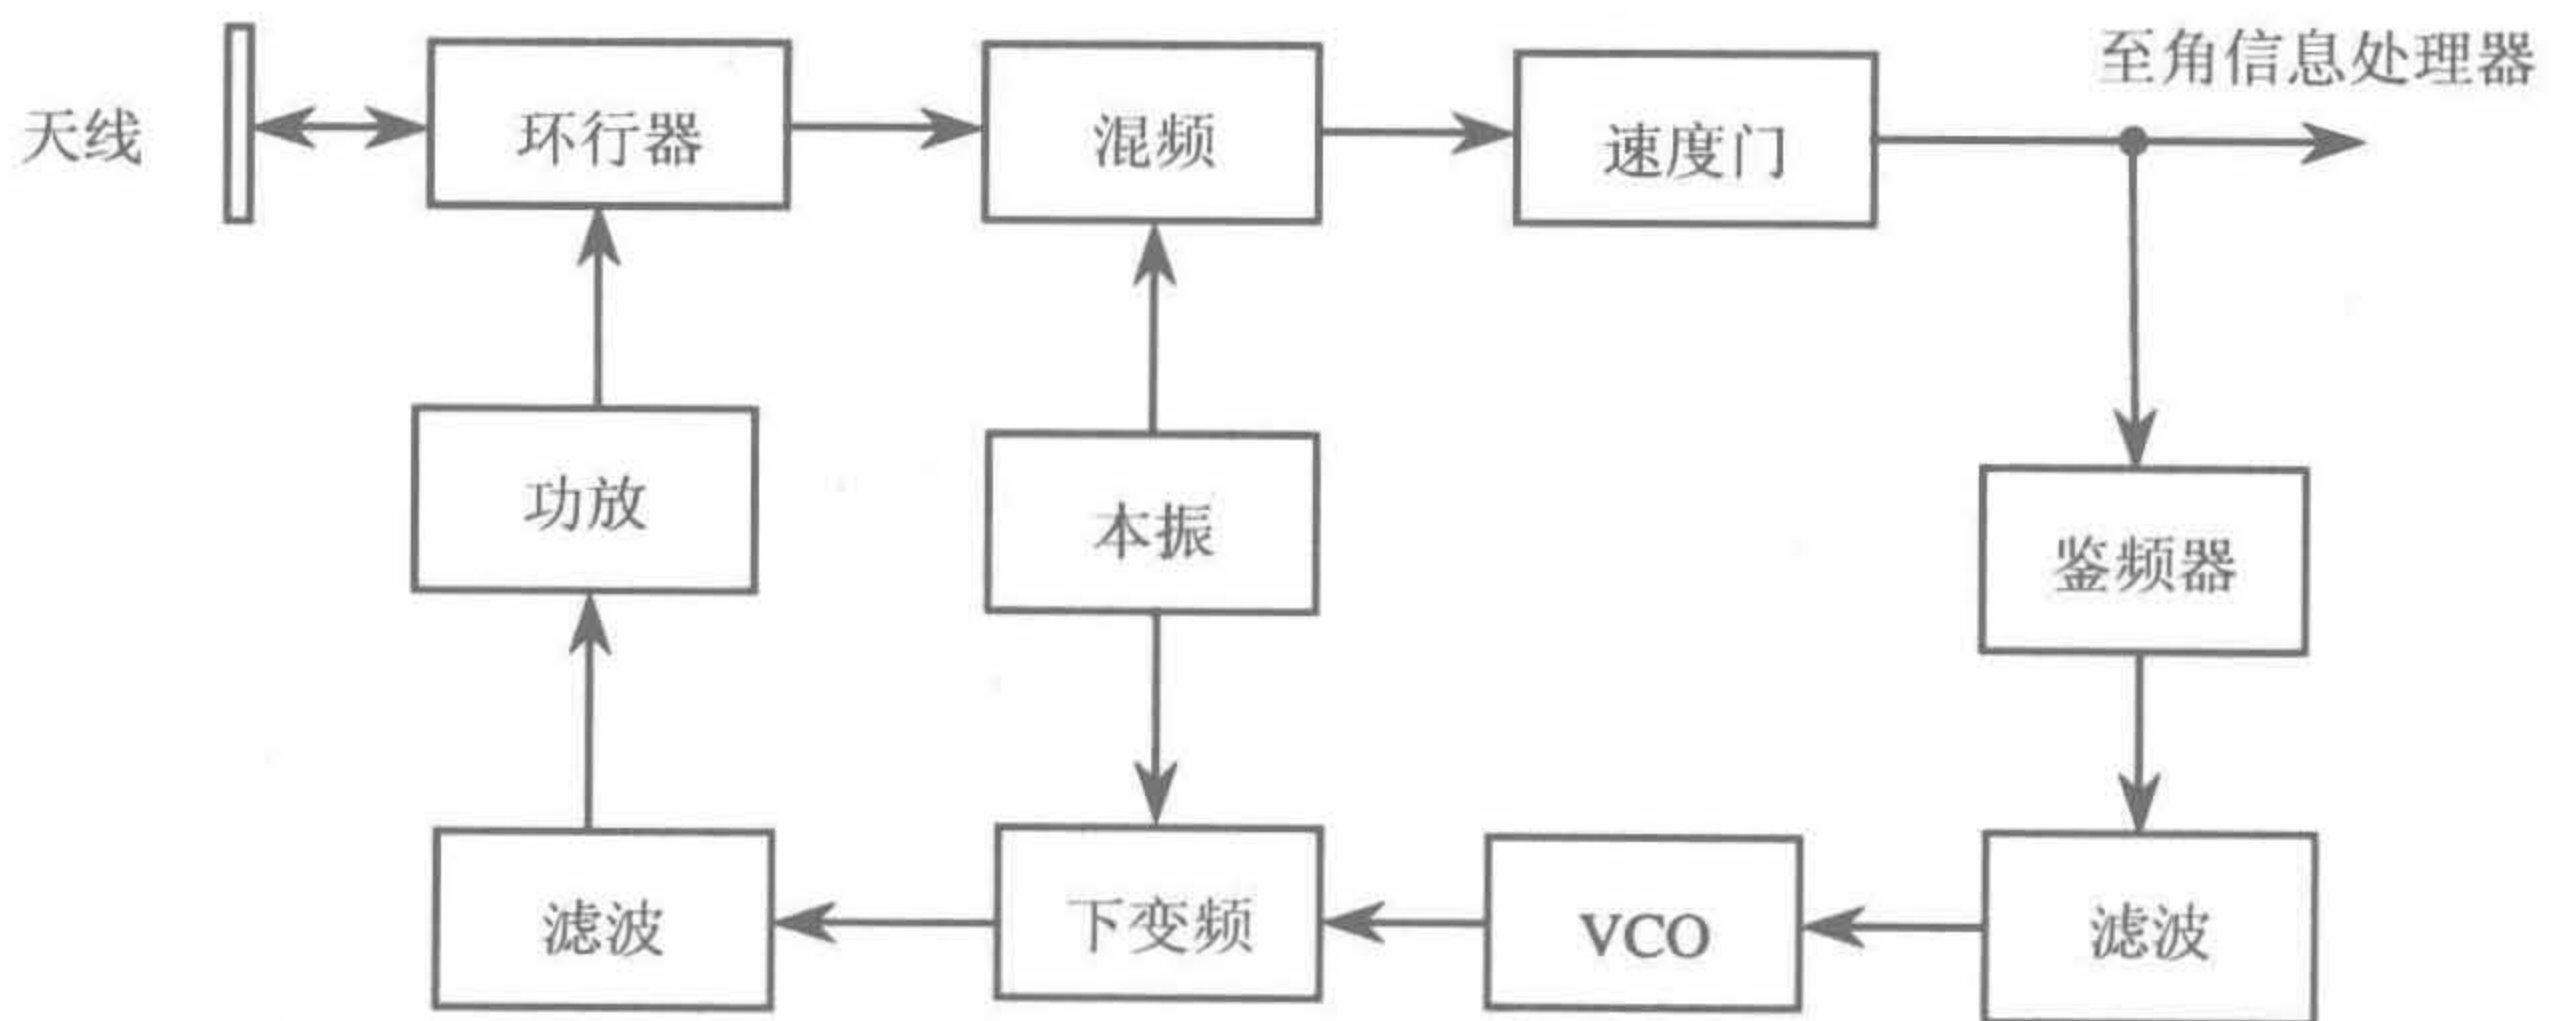 至角信息处理器
天线
环行器
混频
速度门
功放
本振
鉴频器
滤波
下变频
VCO
滤波